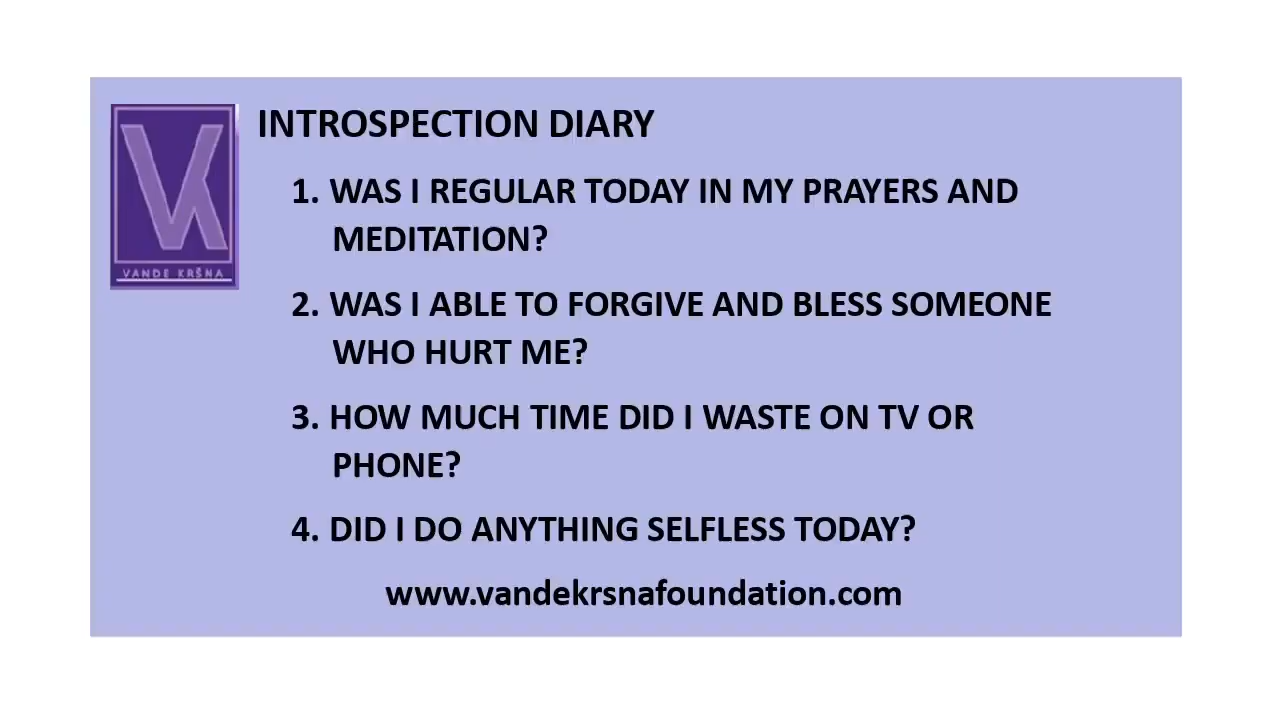 INTROSPECTION DIARY
1. WAS I REGULAR TODAY IN MY PRAYERS AND
MEDITATION?
2. WAS I ABLE TO FORGIVE AND BLESS SOMEONE
WHO HURT ME?
3. HOW MUCH TIME DID I WASTE ON TV OR
PHONE?
4. DID I DO ANYTHING SELFLESS TODAY?
www.vandekrsnafoundation.com
VK
VANDE KRŠNA